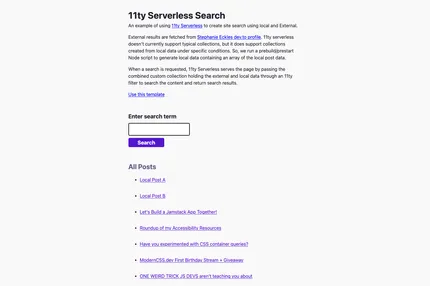 11ty Serverless Search
An example of using 11ty Serverless to create site search using local and External.
External results are fetched from Stephanie Eckles dev.to profile. 11ty serverless
doesn't currently support typical collections, but it does support collections
created from local data under specific conditions. So, we run a prebuild/prestart
Node script to generate local data containing an array of the local post data.
When a search is requested, 11ty Serverless serves the page by passing the
combined custom collection holding the external and local data through an 11ty
filter to search the content and return search results.
Use this template
Enter search term
Search
All Posts
Local Post A
Local Post B
Let's Build a Jamstack App Together!
Roundup of my Accessibility Resources
Have you experimented with CSS container queries?
ModernCSS.dev First Birthday Stream + Giveaway
ONE WEIRD TRICK JS DEVS aren't teaching you about